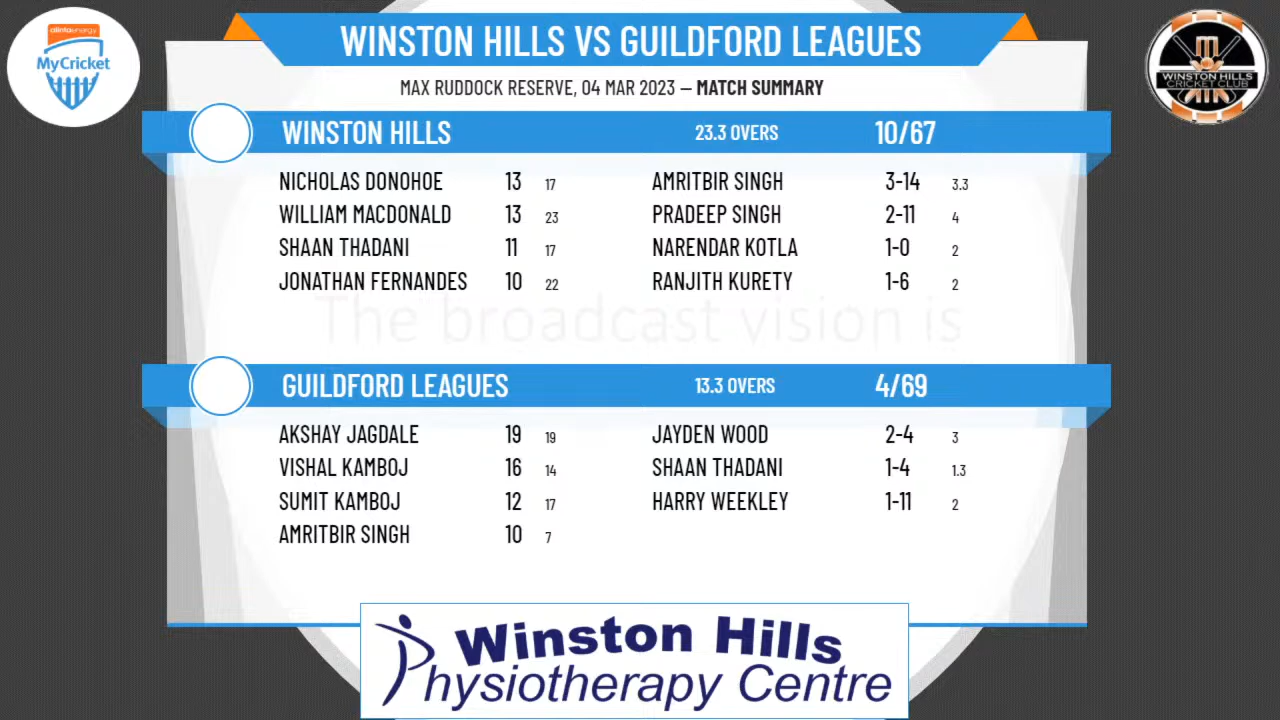 alintaenergy
MyCricket
WINSTON HILLS VS GUILDFORD LEAGUES
WINSTON HILLS
CRICKET CLUB
MAX RUDDOCK RESERVE, 04 MAR 2023 – MATCH SUMMARY
WINSTON HILLS 23.3 OVERS 10/67
NICHOLAS DONOHOE 13 17 AMRITBIR SINGH 3-14 3.3
WILLIAM MACDONALD 13 23 PRADEEP SINGH 2-11 4
SHAAN THADANI 11 17 NARENDAR KOTLA 1-0 2
JONATHAN FERNANDES 10 22 RANJITH KURETY 1-6 2
The broadcast vision is
GUILDFORD LEAGUES 13.3 OVERS 4/69
AKSHAY JAGDALE 19 19 JAYDEN WOOD 2-4 3
VISHAL KAMBOJ 16 14 SHAAN THADANI 1-4 1.3
SUMIT KAMBOJ 12 17 HARRY WEEKLEY 1-11 2
AMRITBIR SINGH 10 7
Winston Hills
Physiotherapy Centre